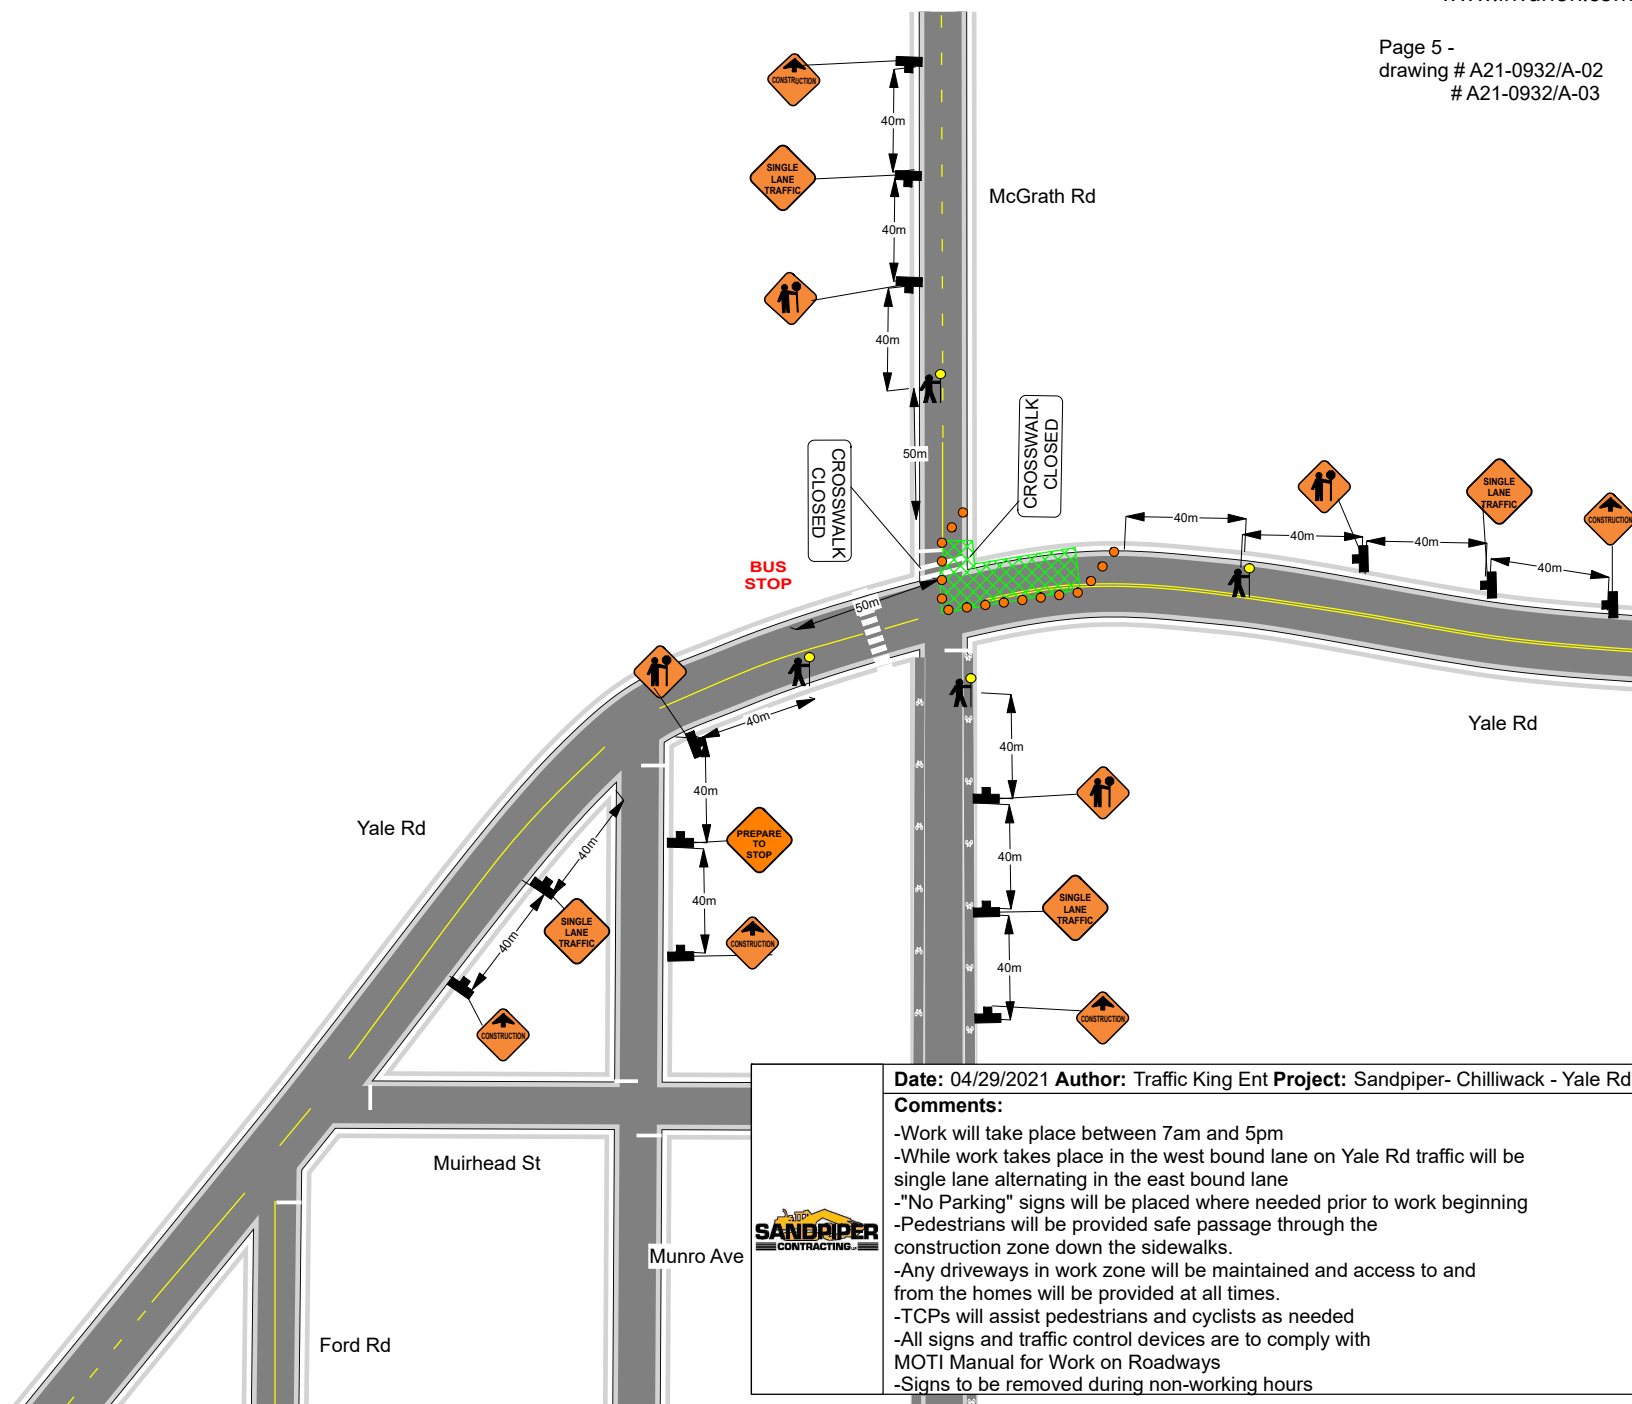 Page 5 -
drawing # A21-0932/A-02
# A21-0932/A-03
CONSTRUCTION
40m
SINGLE
LANE
TRAFFIC
McGrath Rd
40m
40m
50m
CROSSWALK
CLOSED
CROSSWALK
CLOSED
SINGLE
LANE
TRAFFIC
CONSTRUCTION
40m
40m
40m
40m
BUS
STOP
50m
40m
Yale Rd
40m
40m
PREPARE
TO
STOP
Yale Rd
40m
40m
40m
SINGLE
LANE
TRAFFIC
SINGLE
LANE
TRAFFIC
40m
CONSTRUCTION
40m
CONSTRUCTION
CONSTRUCTION
Muirhead St
Munro Ave
Ford Rd
SANDPIPER
CONTRACTING
Date: 04/29/2021 Author: Traffic King Ent Project: Sandpiper- Chilliwack - Yale Rd
Comments:
-Work will take place between 7am and 5pm
-While work takes place in the west bound lane on Yale Rd traffic will be
single lane alternating in the east bound lane
-"No Parking" signs will be placed where needed prior to work beginning
-Pedestrians will be provided safe passage through the
construction zone down the sidewalks.
-Any driveways in work zone will be maintained and access to and
from the homes will be provided at all times.
-TCPs will assist pedestrians and cyclists as needed
-All signs and traffic control devices are to comply with
MOTI Manual for Work on Roadways
-Signs to be removed during non-working hours